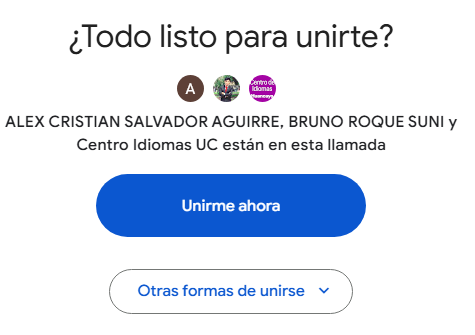 ¿Todo listo para unirte?
A
Centro de
Idiomas
ALEX CRISTIAN SALVADOR AGUIRRE, BRUNO ROQUE SUNI y
Centro Idiomas UC están en esta llamada
Unirme ahora
Otras formas de unirse